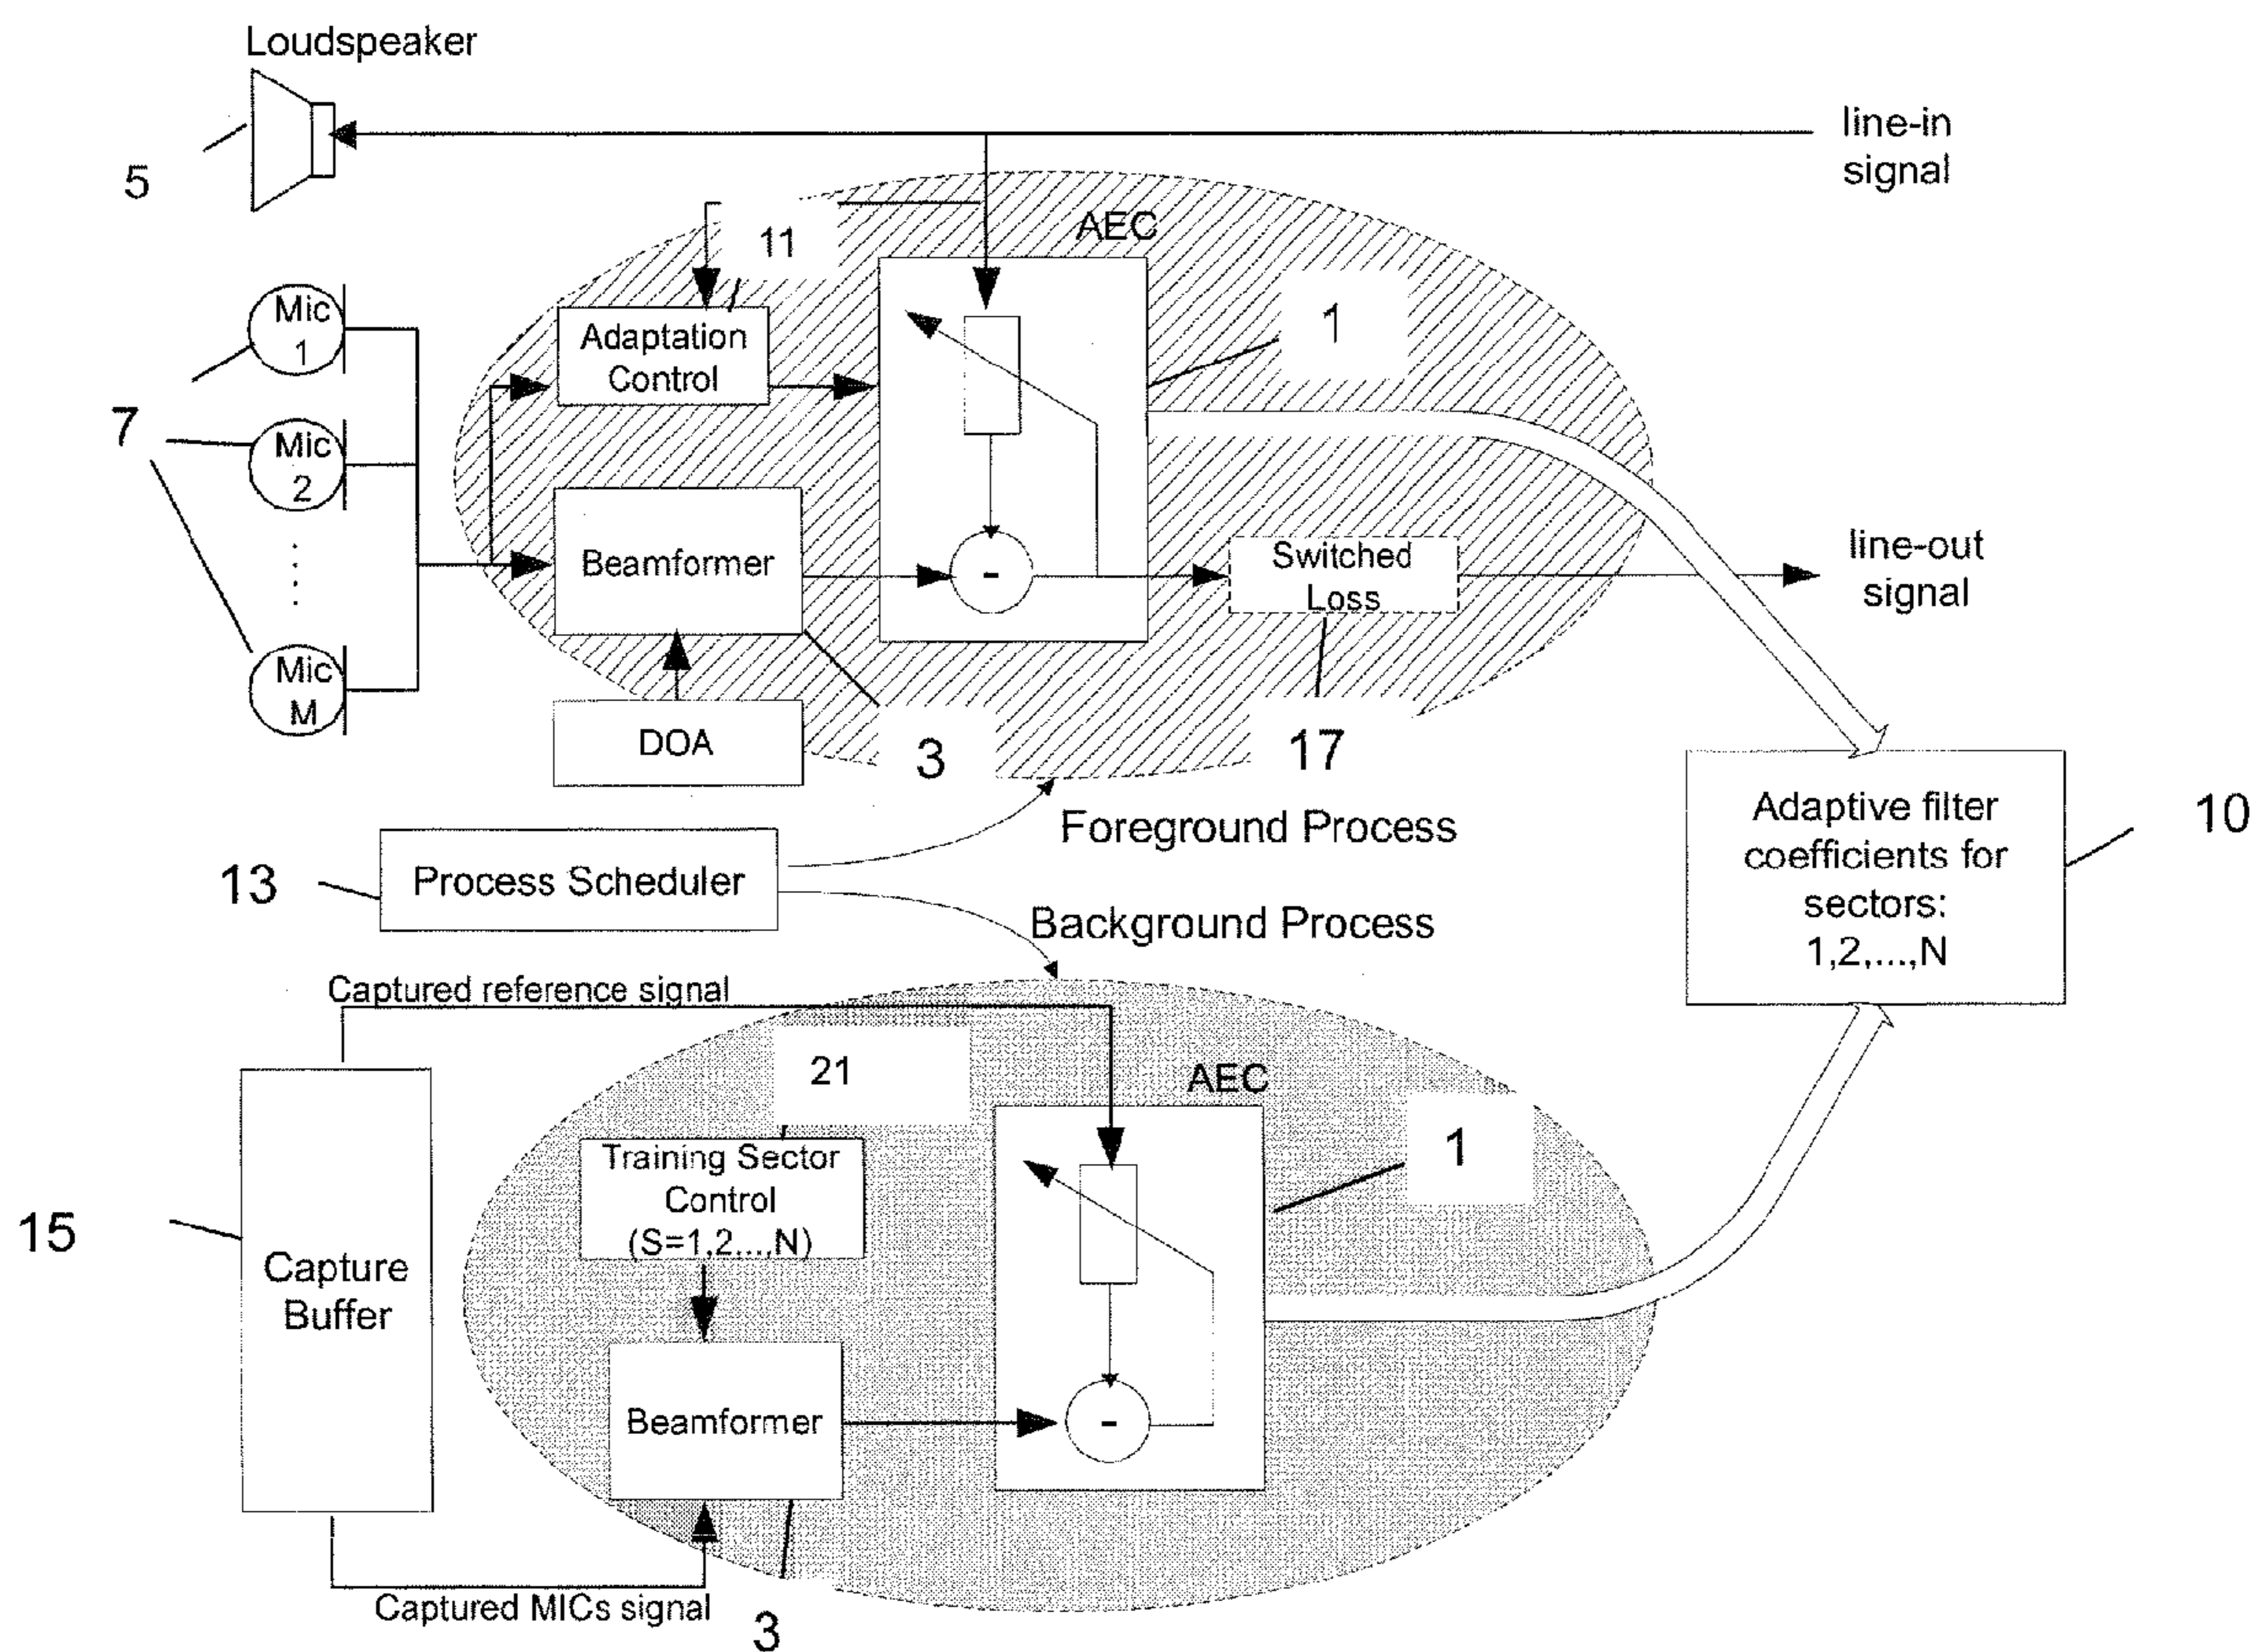 Loudspeaker
line-in
signal
5
11
AEC
1
Mic
1
Adaptation
Control
7
Mic
2
Beamformer
-
Switched
Loss
line-out
signal
Mic
M
DOA
3
17
Foreground Process
Adaptive filter
coefficients for
sectors:
1,2,...,N
10
13
Process Scheduler
Background Process
Captured reference signal
21
AEC
1
Training Sector
Control
(S=1,2...,N)
15
Capture
Buffer
Beamformer
-
Captured MICs signal
3